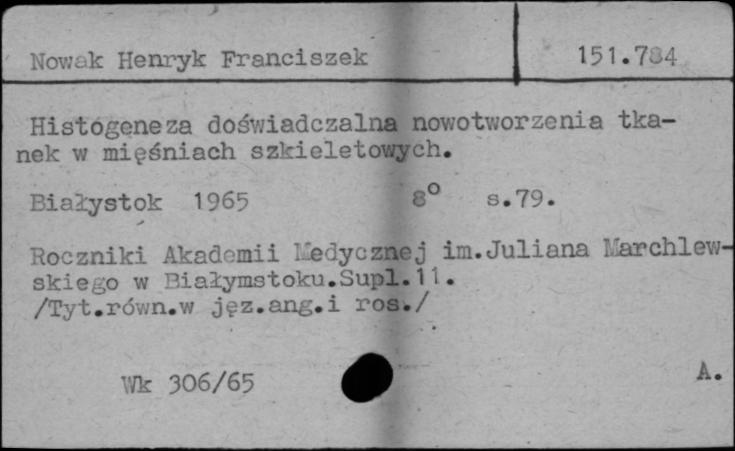 Nowak Henryk Franciszek 151.784
Histogeneza doświadczalna nowotworzenia tka-
nek w mięśniach szkieletowych.
Białystok 1965 8° s.79.
Roczniki Akademii Medycznej im.Juliana Marchlew-
skiego w Białymstoku.Supl.11.
/Tyt.równ.w jęz.ang.i ros./
Wk 306/65 A.